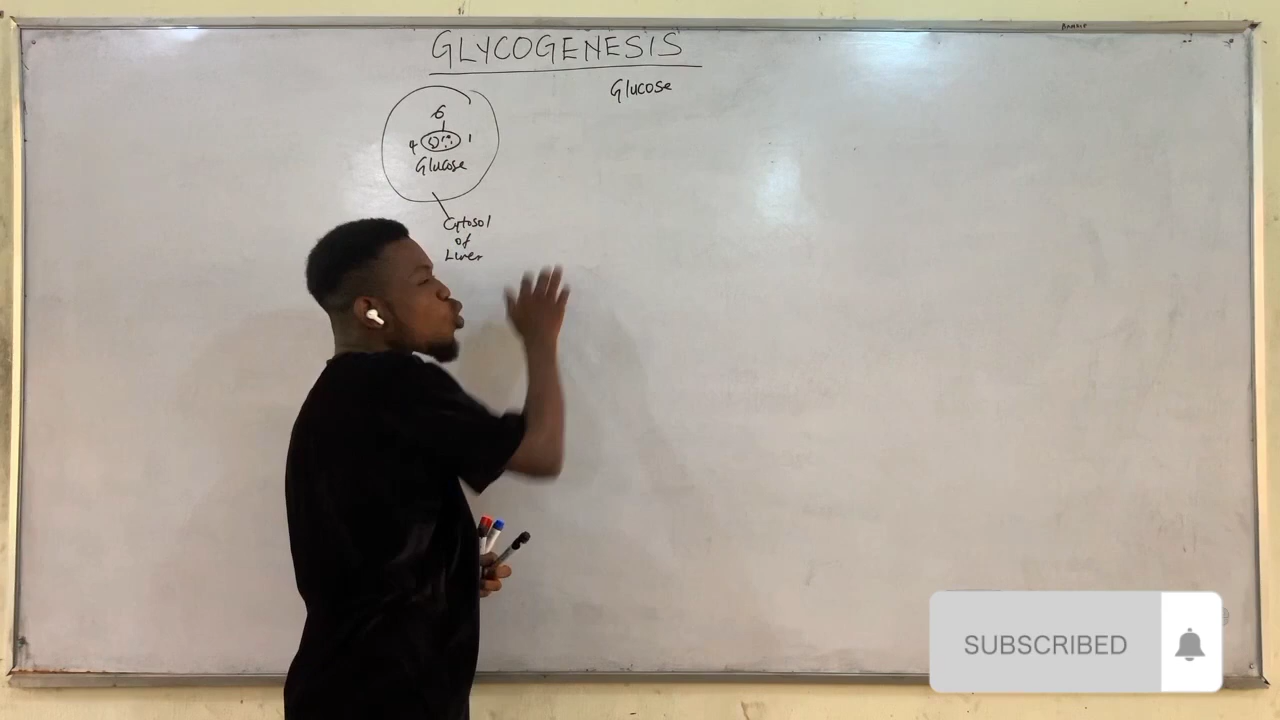 GLYCOGENESIS
Glucose
6
4 1
Glucose
Cytosol
of
Liver
SUBSCRIBED